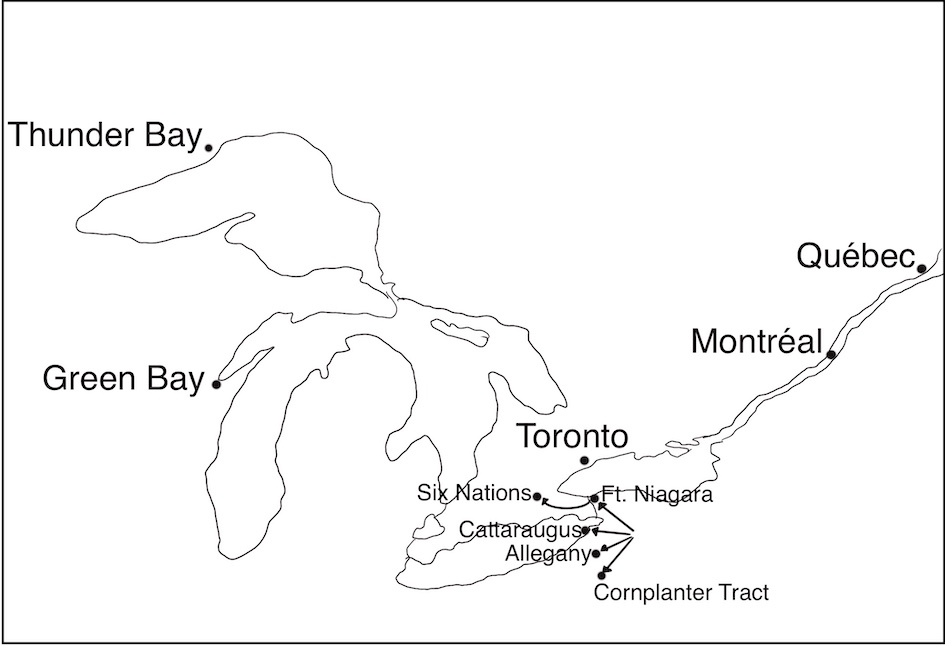 Thunder Bay
Québec
Montréal
Green Bay
Toronto
Six Nations
Ft. Niagara
Cattaraugus
Allegany
Cornplanter Tract